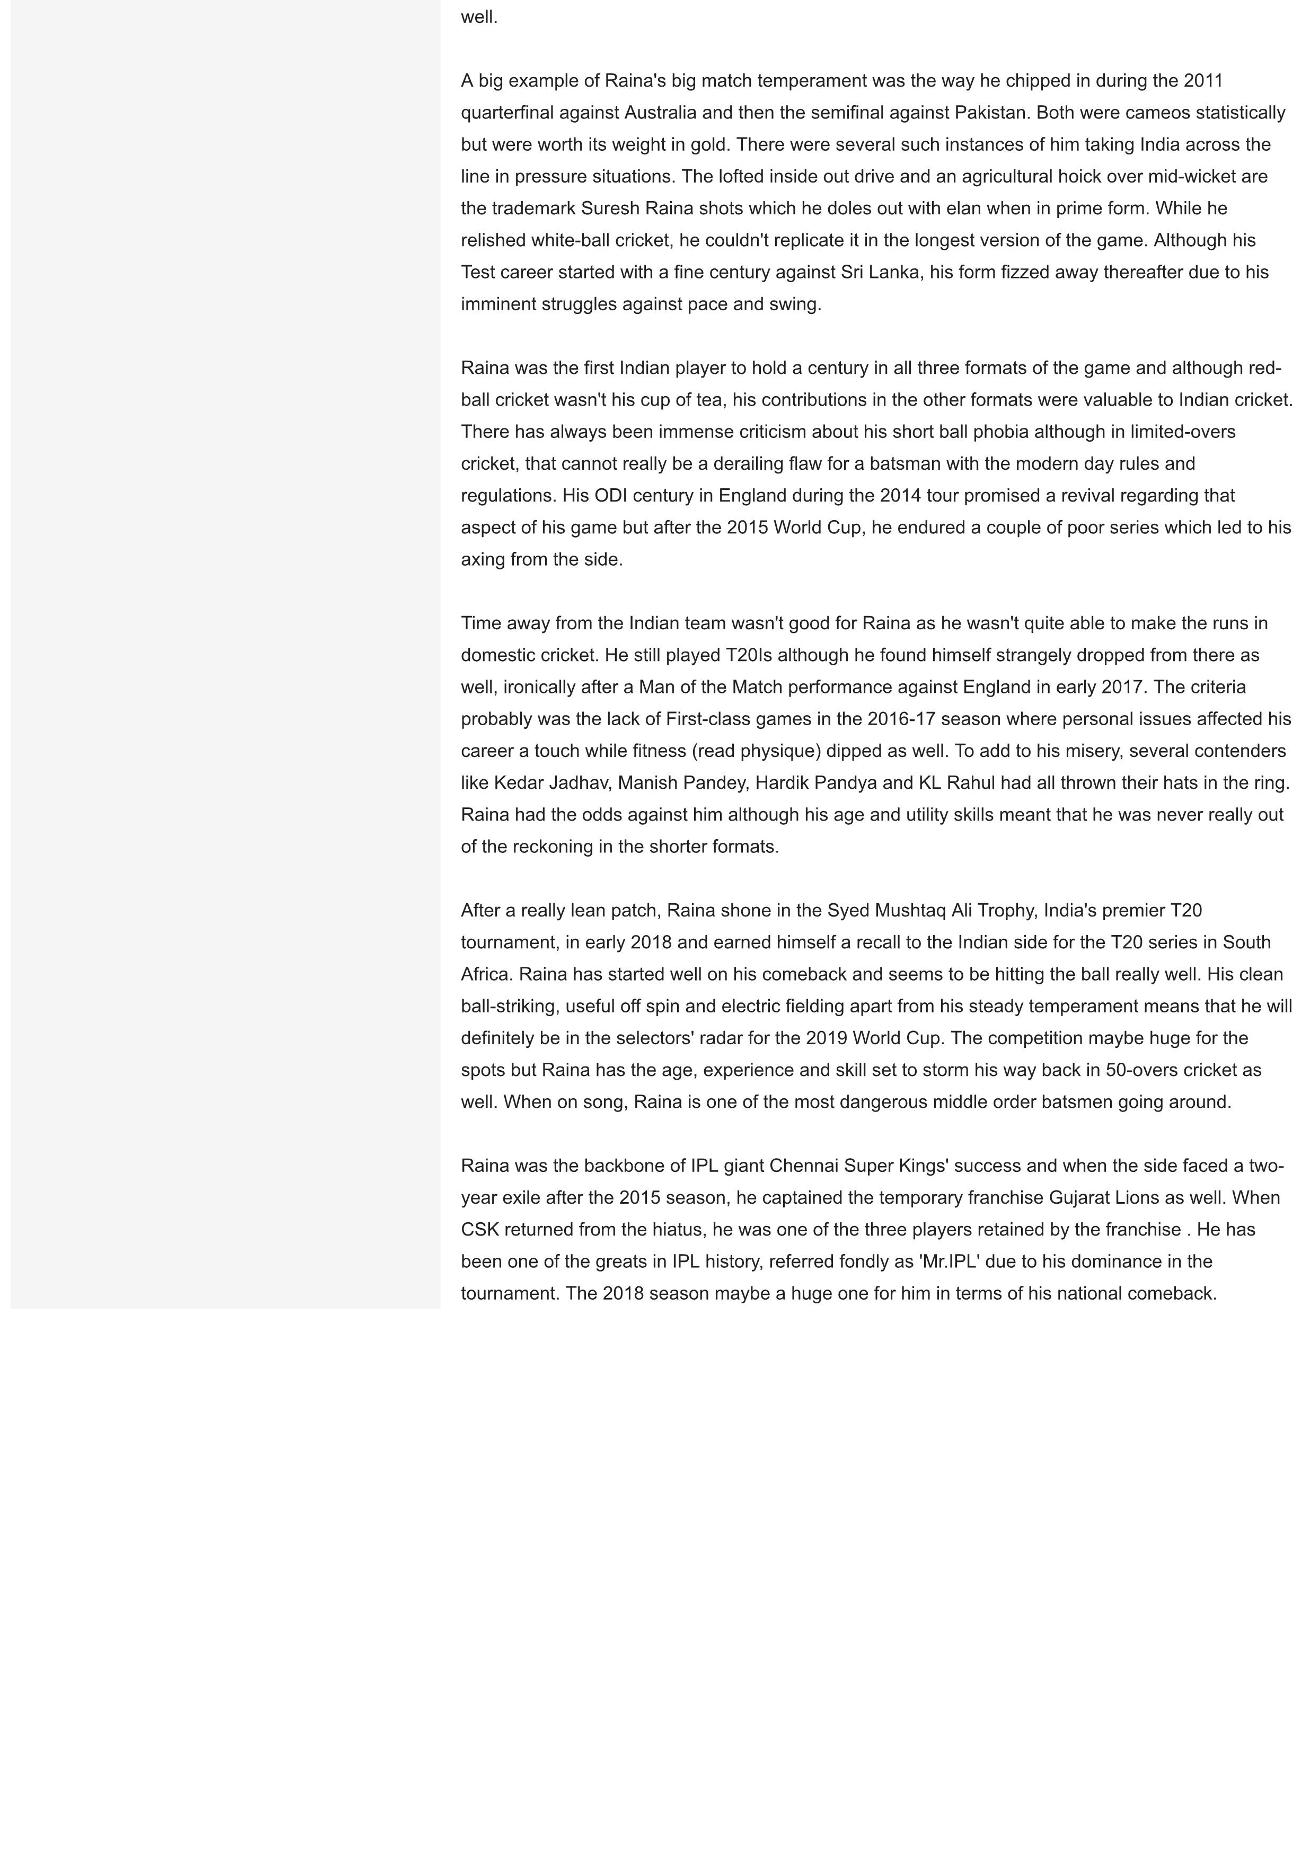 well.
A big example of Raina's big match temperament was the way he chipped in during the 2011
quarterfinal against Australia and then the semifinal against Pakistan. Both were cameos statistically
but were worth its weight in gold. There were several such instances of him taking India across the
line in pressure situations. The lofted inside out drive and an agricultural hoick over mid-wicket are
the trademark Suresh Raina shots which he doles out with elan when in prime form. While he
relished white-ball cricket, he couldn't replicate it in the longest version of the game. Although his
Test career started with a fine century against Sri Lanka, his form fizzed away thereafter due to his
imminent struggles against pace and swing.
Raina was the first Indian player to hold a century in all three formats of the game and although red-
ball cricket wasn't his cup of tea, his contributions in the other formats were valuable to Indian cricket.
There has always been immense criticism about his short ball phobia although in limited-overs
cricket, that cannot really be a derailing flaw for a batsman with the modern day rules and
regulations. His ODI century in England during the 2014 tour promised a revival regarding that
aspect of his game but after the 2015 World Cup, he endured a couple of poor series which led to his
axing from the side.
Time away from the Indian team wasn't good for Raina as he wasn't quite able to make the runs in
domestic cricket. He still played T20Is although he found himself strangely dropped from there as
well, ironically after a Man of the Match performance against England in early 2017. The criteria
probably was the lack of First-class games in the 2016-17 season where personal issues affected his
career a touch while fitness (read physique) dipped as well. To add to his misery, several contenders
like Kedar Jadhav, Manish Pandey, Hardik Pandya and KL Rahul had all thrown their hats in the ring.
Raina had the odds against him although his age and utility skills meant that he was never really out
of the reckoning in the shorter formats.
After a really lean patch, Raina shone in the Syed Mushtaq Ali Trophy, India's premier T20
tournament, in early 2018 and earned himself a recall to the Indian side for the T20 series in South
Africa. Raina has started well on his comeback and seems to be hitting the ball really well. His clean
ball-striking, useful off spin and electric fielding apart from his steady temperament means that he will
definitely be in the selectors' radar for the 2019 World Cup. The competition maybe huge for the
spots but Raina has the age, experience and skill set to storm his way back in 50-overs cricket as
well. When on song, Raina is one of the most dangerous middle order batsmen going around.
Raina was the backbone of IPL giant Chennai Super Kings' success and when the side faced a two-
year exile after the 2015 season, he captained the temporary franchise Gujarat Lions as well. When
CSK returned from the hiatus, he was one of the three players retained by the franchise . He has
been one of the greats in IPL history, referred fondly as 'Mr.IPL' due to his dominance in the
tournament. The 2018 season maybe a huge one for him in terms of his national comeback.